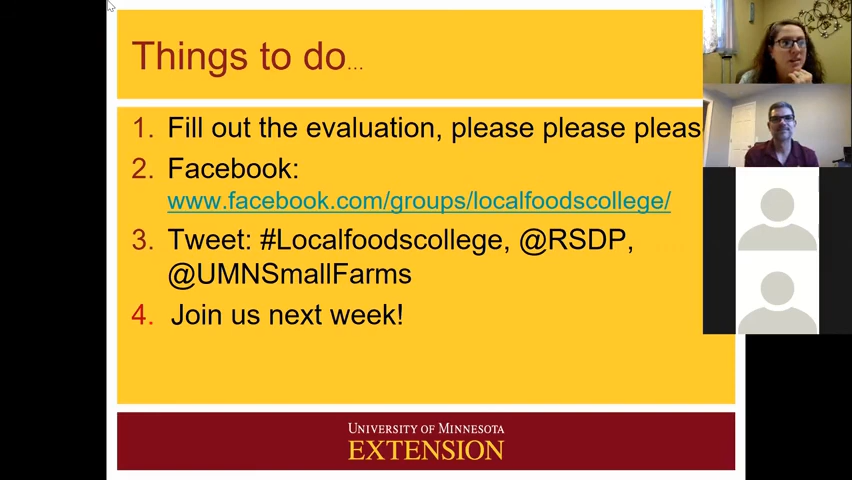 Things to do...
1. Fill out the evaluation, please please pleas
2. Facebook:
www.facebook.com/groups/localfoodscollege/
3. Tweet: #Localfoodscollege, @RSDP,
@UMNSmallFarms
4. Join us next week!
UNIVERSITY OF MINNESOTA
EXTENSION